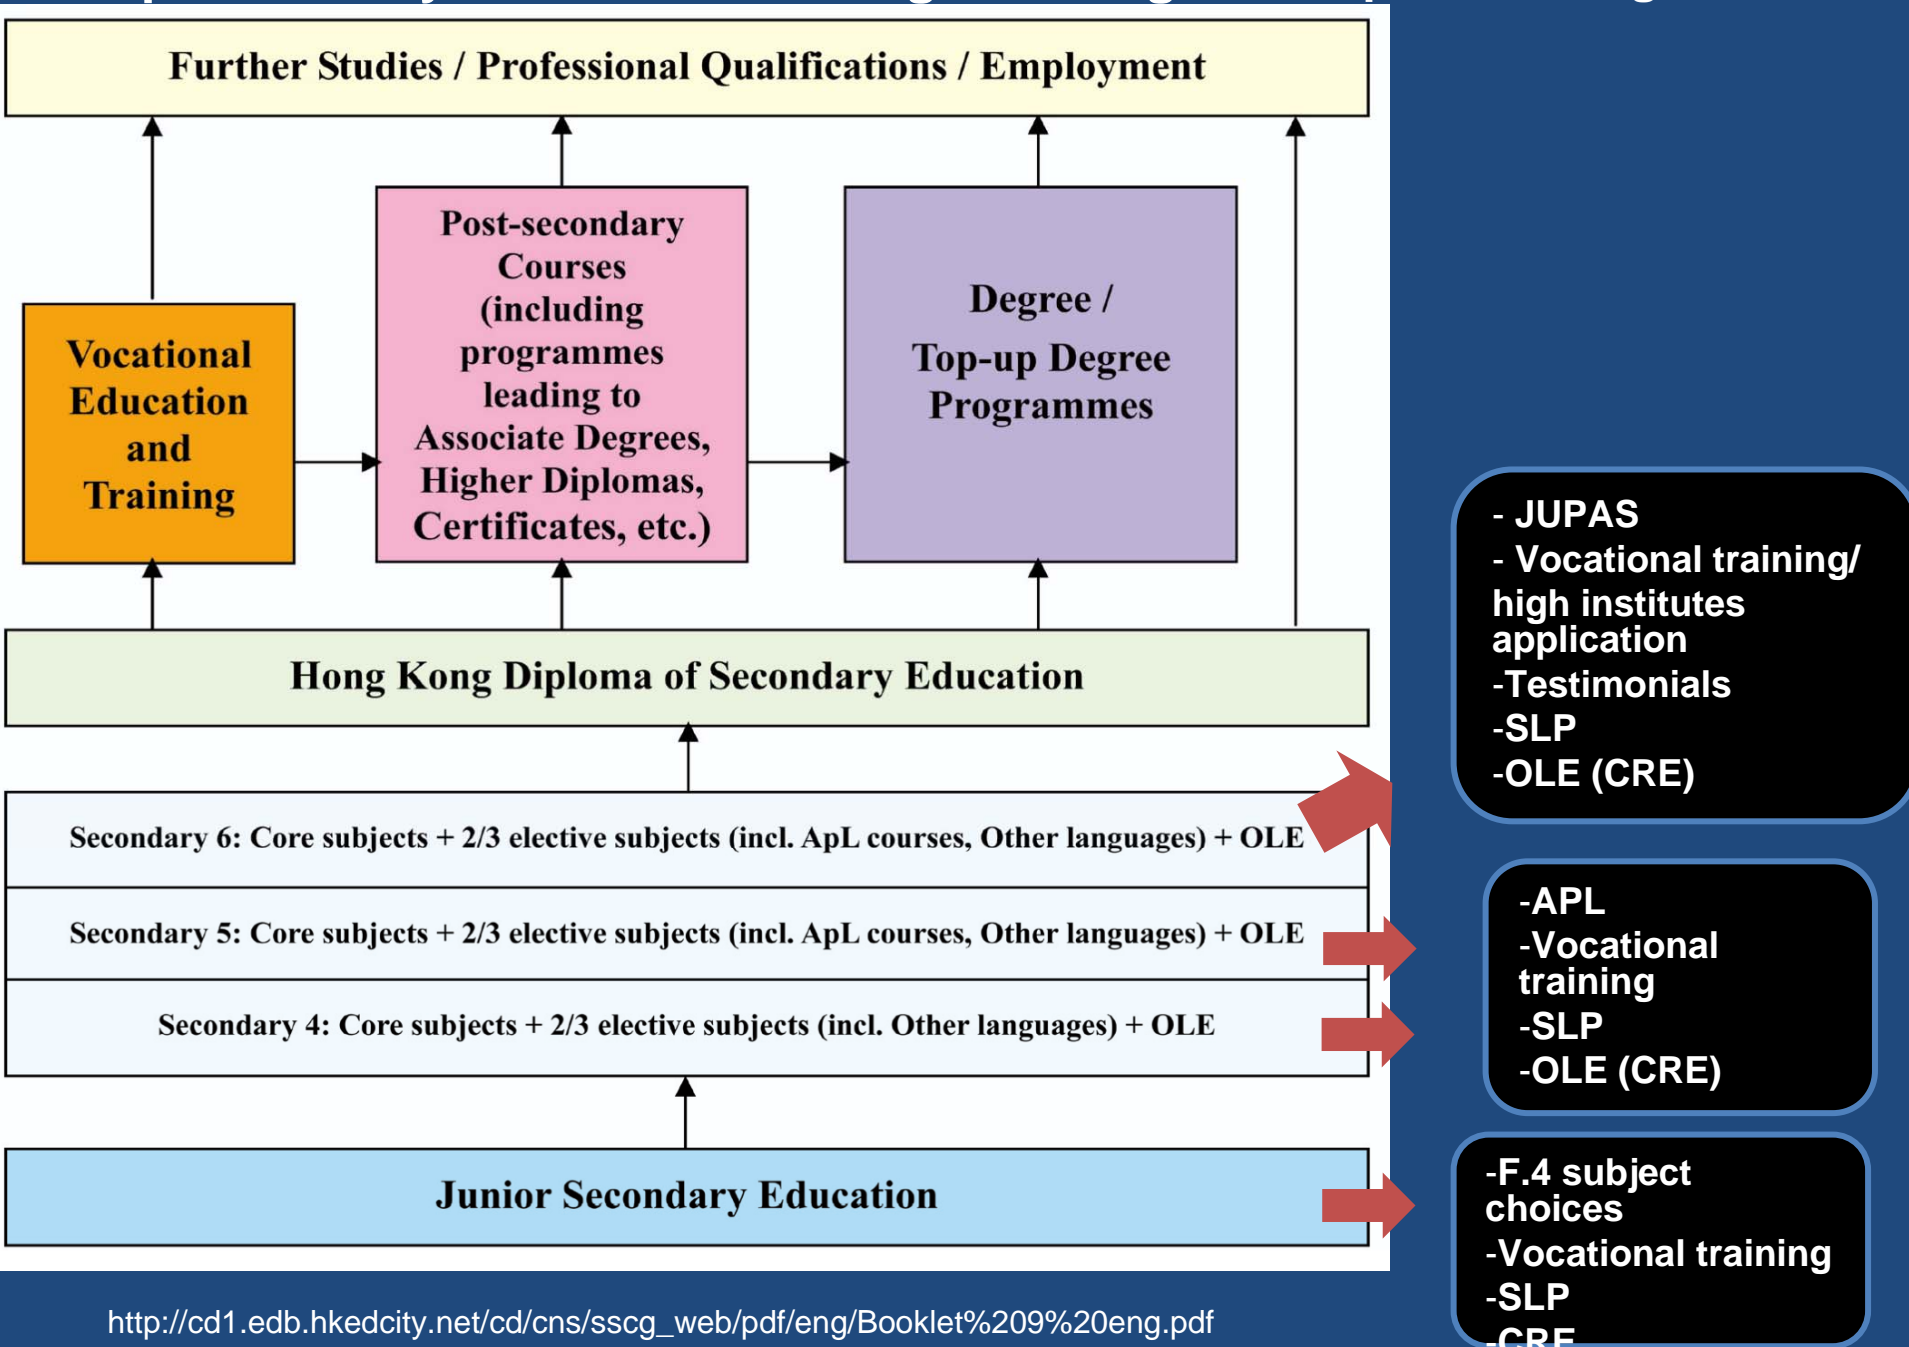 Further Studies / Professional Qualifications / Employment
Post-secondary
Courses
(including
programmes
leading to
Associate Degrees,
Higher Diplomas,
Certificates, etc.)
Degree /
Top-up Degree
Programmes
Vocational
Education
and
Training
Hong Kong Diploma of Secondary Education
Secondary 6: Core subjects + 2/3 elective subjects (incl. ApL courses, Other languages) + OLE
Secondary 5: Core subjects + 2/3 elective subjects (incl. ApL courses, Other languages) + OLE
Secondary 4: Core subjects + 2/3 elective subjects (incl. Other languages) + OLE
Junior Secondary Education
- JUPAS
- Vocational training/
high institutes
application
-Testimonials
-SLP
-OLE (CRE)
-APL
-Vocational
training
-SLP
-OLE (CRE)
-F.4 subject
choices
-Vocational training
-SLP
-CRE
http://cd1.edb.hkedcity.net/cd/cns/sscg_web/pdf/eng/Booklet%209%20eng.pdf